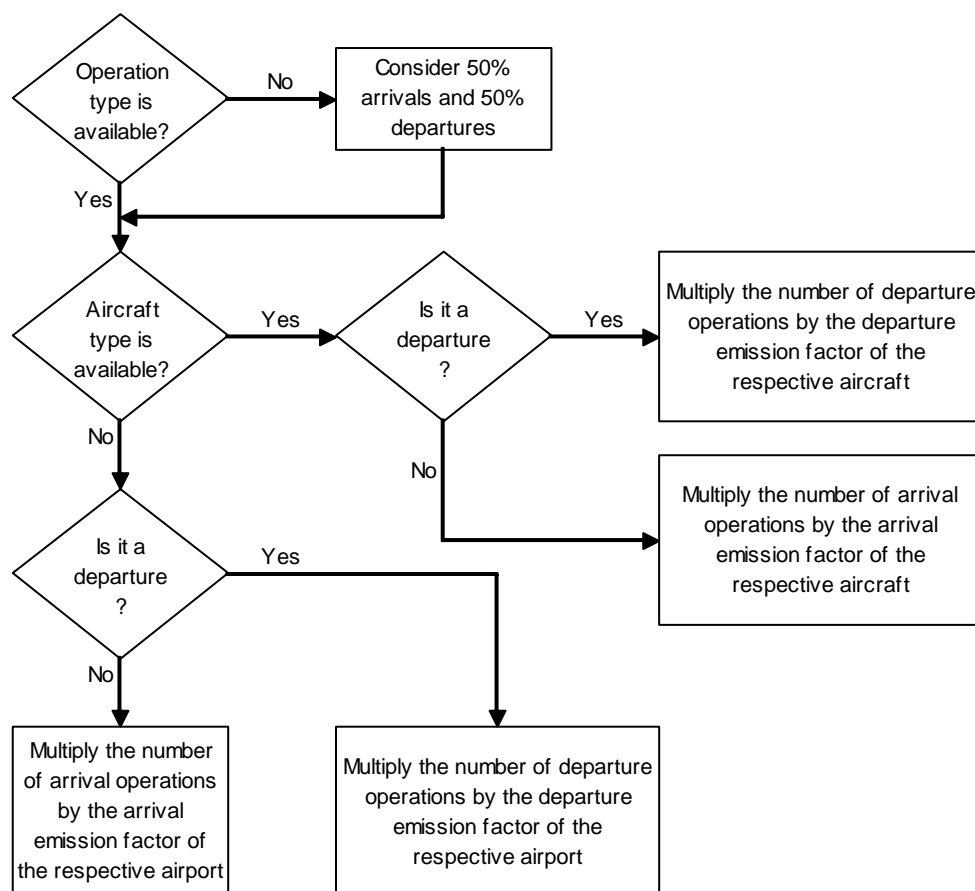 Operation
type is
available?
No
Consider 50%
arrivals and 50%
departures
Yes
Aircraft
type is
available?
Yes
Is it a
departure
?
Yes
Multiply the number of departure
operations by the departure
emission factor of the
respective aircraft
No
No
Multiply the number of arrival
operations by the arrival
emission factor of the
respective aircraft
Is it a
departure
?
Yes
No
Multiply the number
of arrival operations
by the arrival
emission factor of
the respective airport
Multiply the number of departure
operations by the departure
emission factor of the
respective airport